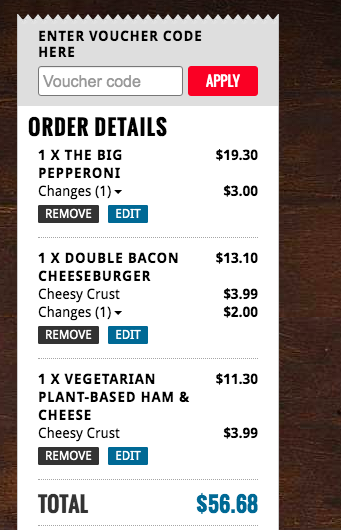 ENTER VOUCHER CODE
HERE
Voucher code
APPLY
ORDER DETAILS
1 X THE BIG $19.30
PEPPERONI
Changes (1) $3.00
REMOVE EDIT
1 X DOUBLE BACON $13.10
CHEESEBURGER
Cheesy Crust $3.99
Changes (1) $2.00
REMOVE EDIT
1 X VEGETARIAN $11.30
PLANT-BASED HAM &
CHEESE
Cheesy Crust $3.99
REMOVE EDIT
TOTAL $56.68